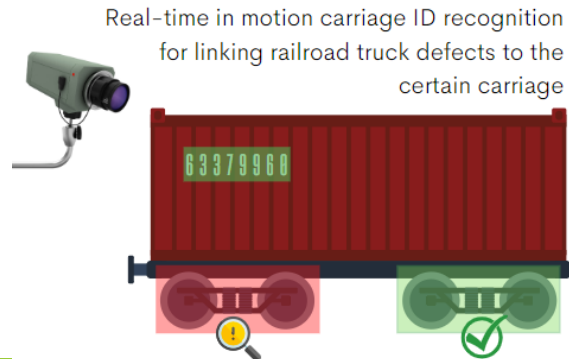 Real-time in motion carriage ID recognition
for linking railroad truck defects to the
certain carriage
63379960
!